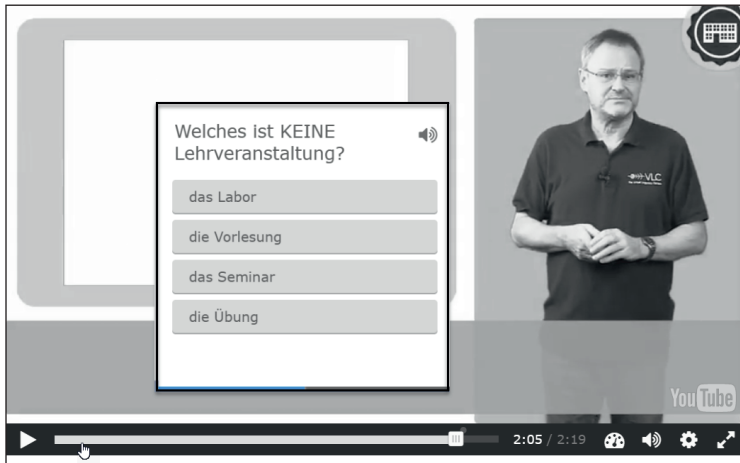 Welches ist KEINE
Lehrveranstaltung?
das Labor
die Vorlesung
das Seminar
die Übung
VLC
YouTube
2:05 / 2:19